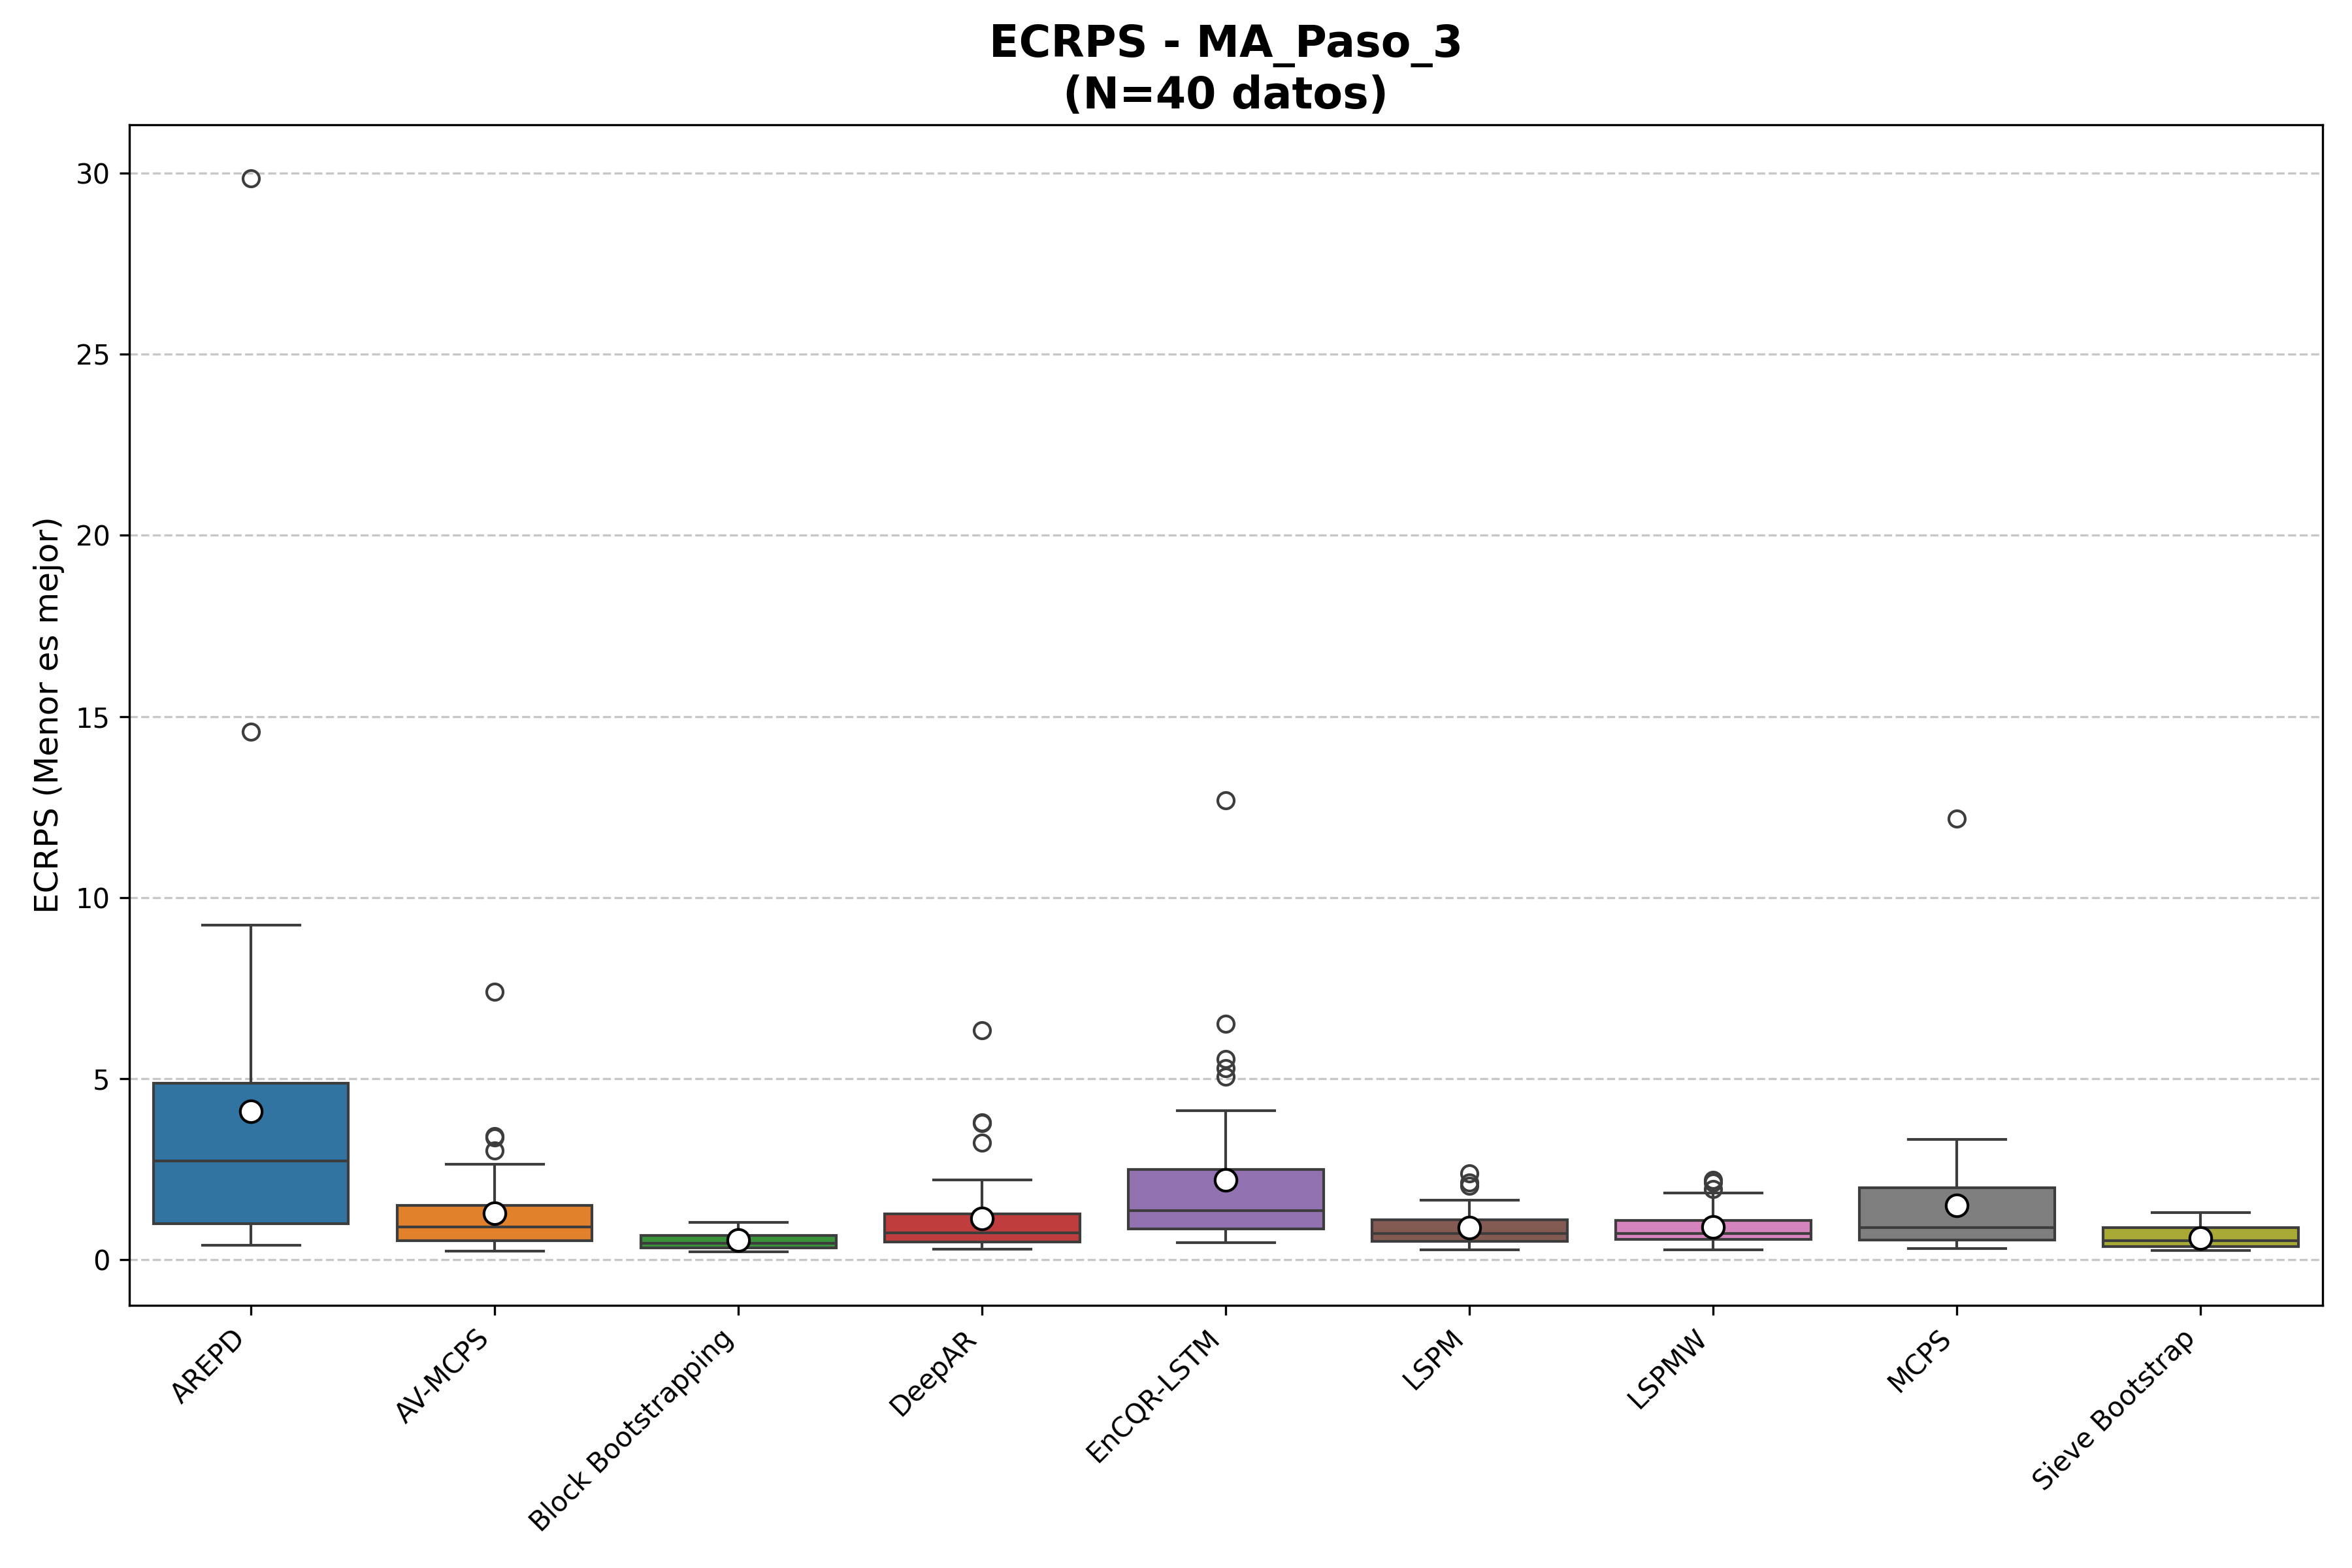 ECRPS - MA_Paso_3
(N=40 datos)
ECRPS (Menor es mejor)
30
25
20
15
10
5
0
AREPD
AV-MCPS
Block Bootstrapping
DeepAR
EnCQR-LSTM
LSPM
LSPMW
MCPS
Sieve Bootstrap